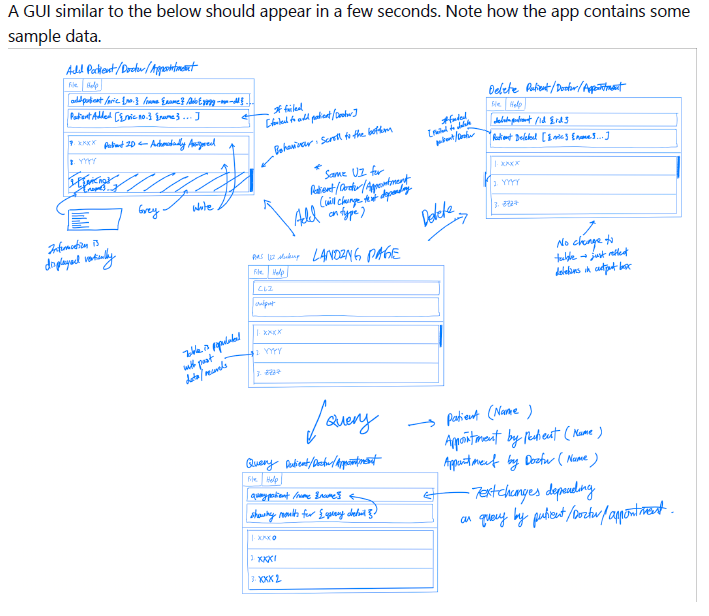 A GUI similar to the below should appear in a few seconds. Note how the app contains some
sample data.
Add Patient/Doctor/Appointment
File Help
addpatient /nric {no.} /name {name} /dob{yyyy-mm-dd} ...
Patient Added [{nric no.} {name} ... ]
1 XXXX Patient ID ← Automatically Assigned
2 YYYY
3 {{nric no}
{name}...}
Grey
White
Information is
displayed vertically
If failed
[failed to add patient/doctor]
Behaviour: Scroll to the bottom
* Same UI for
Patient/Doctor/Appointment
(will change text depending
on type)
Add
Delete
Delete Patient/Doctor/Appointment
File Help
deletepatient /id {id}
Patient Deleted [{nric} {name}...]
If failed
[Failed to delete
patient/Doctor]
1 XXXX
2 YYYY
3. ZZZZ
No change to
table → just reflect
deletions in output box
UI Mockup LANDING PAGE
File Help
CLI
output
1 XXXX
2. YYYY
3. ZZZZ
Table is populated
with past
data/records
Query
→ Patient (Name)
Appointment by Patient (Name)
Appointment by Doctor (Name)
Query Patient/Doctor/Appointment
File Help
querypatient /name {name}
showing results for {query details}
1 XXX0
2 XXX1
3. XXX2
Text changes depending
on query by patient/Doctor/appointment.